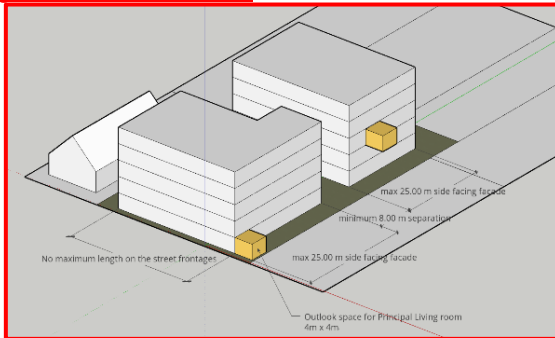 max 25.00 m side facing facade
minimum 8.00 m separation
No maximum length on the street frontages
max 25.00 m side facing facade
Outlook space for Principal Living room
4m x 4m